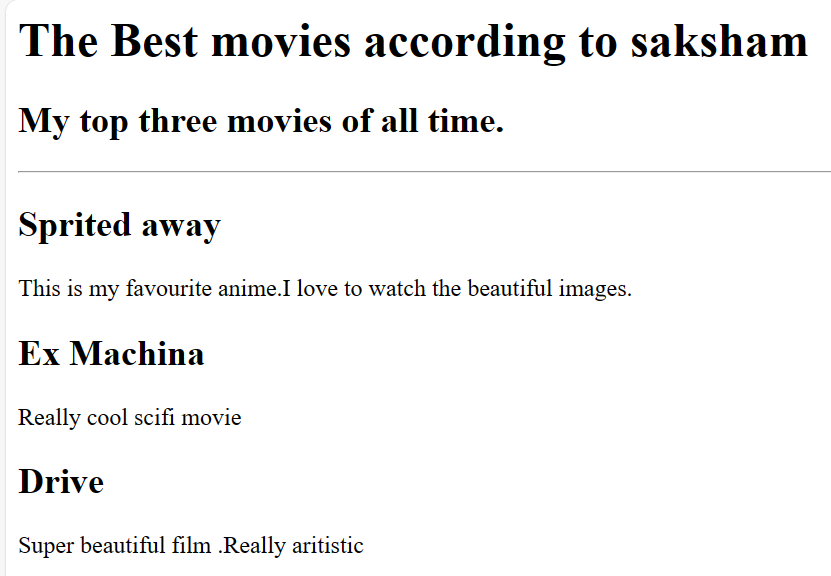 The Best movies according to saksham
My top three movies of all time.
Sprited away
This is my favourite anime.I love to watch the beautiful images.
Ex Machina
Really cool scifi movie
Drive
Super beautiful film .Really aritistic